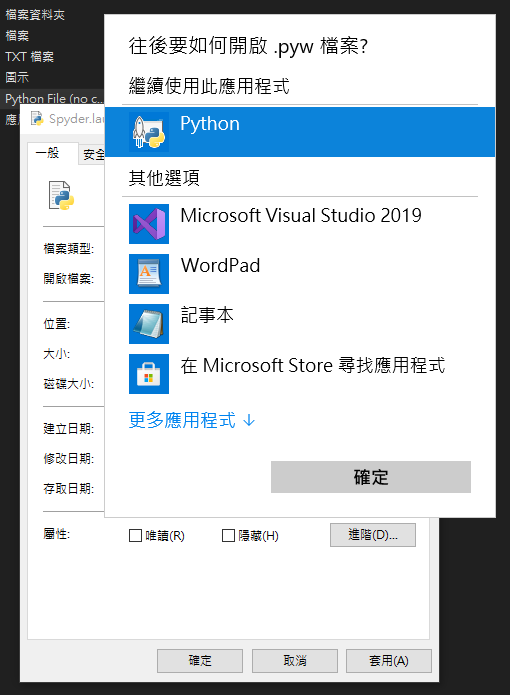 檔案資料夾
檔案
TXT 檔案
圖示
Python File (no c...
Spyder.lau
一般
安全
檔案類型:
開啟檔案:
位置:
大小:
磁碟大小:
建立日期:
修改日期:
存取日期:
屬性:
唯讀(R)
隱藏(H)
進階(D)...
確定
取消
套用(A)
往後要如何開啟 .pyw 檔案?
繼續使用此應用程式
Python
其他選項
Microsoft Visual Studio 2019
WordPad
記事本
在 Microsoft Store 尋找應用程式
更多應用程式 ↓
確定